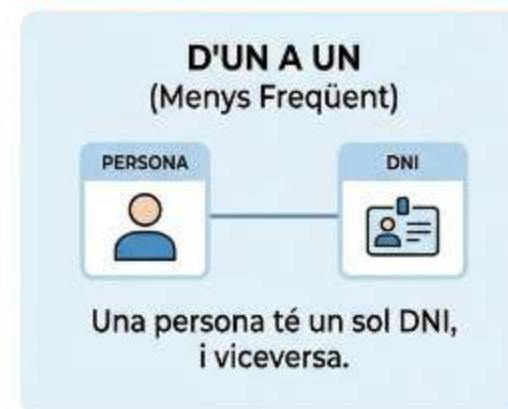 D'UN A UN
(Menys Freqüent)
PERSONA
DNI
Una persona té un sol DNI,
i viceversa.